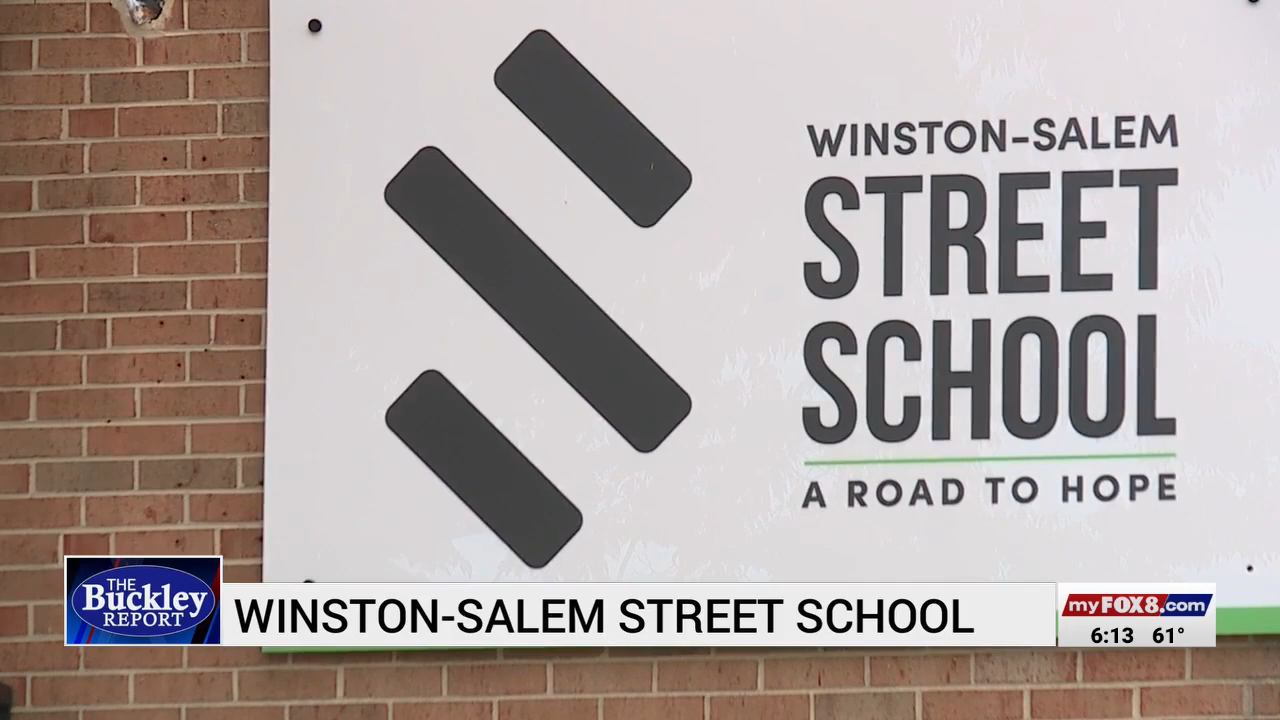 WINSTON-SALEM
STREET
SCHOOL
A ROAD TO HOPE
THE
Buckley
REPORT
WINSTON-SALEM STREET SCHOOL
myFOX8.com
6:13 61°